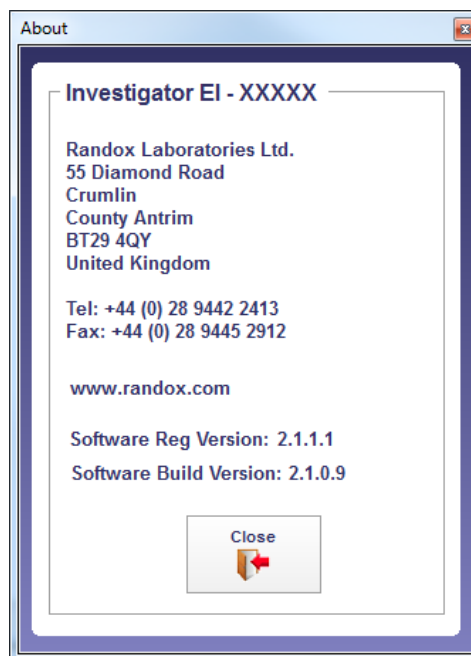 About
Investigator EI - XXXXX
Randox Laboratories Ltd.
55 Diamond Road
Crumlin
County Antrim
BT29 4QY
United Kingdom
Tel: +44 (0) 28 9442 2413
Fax: +44 (0) 28 9445 2912
www.randox.com
Software Reg Version: 2.1.1.1
Software Build Version: 2.1.0.9
Close